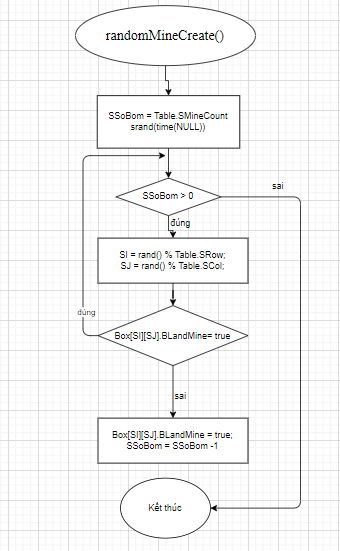 randomMineCreate()
SSoBom = Table.SMineCount
srand(time(NULL))
SSoBom > 0
sai
đúng
SI = rand() % Table.SRow;
SJ = rand() % Table.SCol;
đúng
Box[SI][SJ].BLandMine= true
sai
Box[SI][SJ].BLandMine = true;
SSoBom = SSoBom -1
Kết thúc